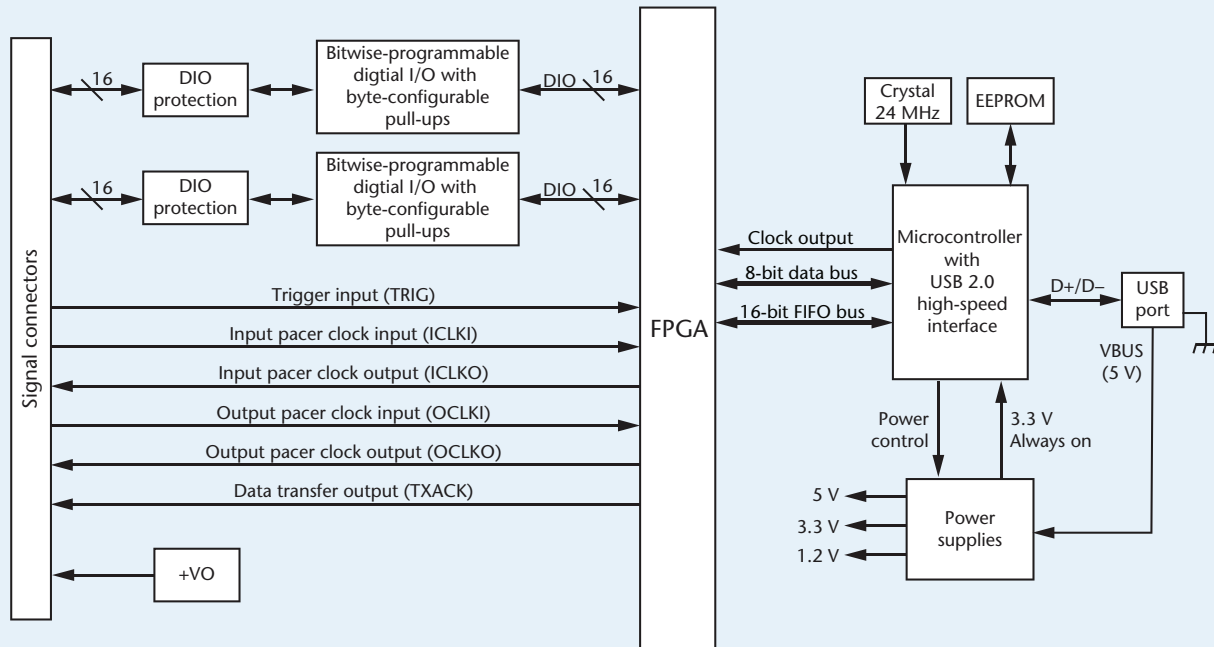 Signal connectors
16
DIO
protection
Bitwise-programmable
digtial I/O with
byte-configurable
pull-ups
DIO
16
16
DIO
protection
Bitwise-programmable
digtial I/O with
byte-configurable
pull-ups
DIO
16
Trigger input (TRIG)
Input pacer clock input (ICLKI)
Input pacer clock output (ICLKO)
Output pacer clock input (OCLKI)
Output pacer clock output (OCLKO)
Data transfer output (TXACK)
+VO
FPGA
Crystal
24 MHz
EEPROM
Clock output
8-bit data bus
16-bit FIFO bus
Microcontroller
with
USB 2.0
high-speed
interface
D+/D–
USB
port
VBUS
(5 V)
Power
control
3.3 V
Always on
5 V
3.3 V
1.2 V
Power
supplies